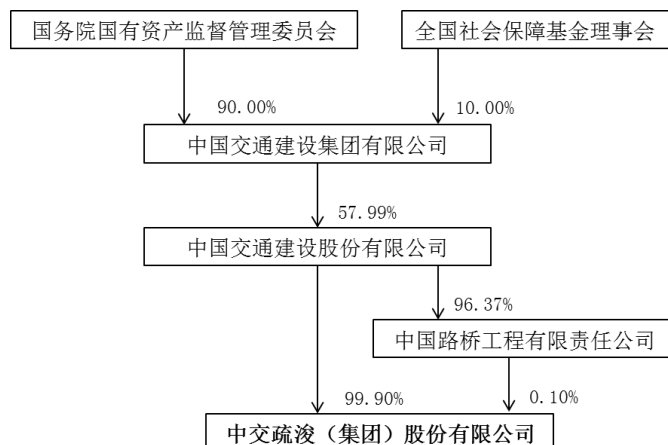 国务院国有资产监督管理委员会
全国社会保障基金理事会
90.00%
10.00%
中国交通建设集团有限公司
57.99%
中国交通建设股份有限公司
96.37%
中国路桥工程有限责任公司
99.90%
0.10%
中交疏浚（集团）股份有限公司